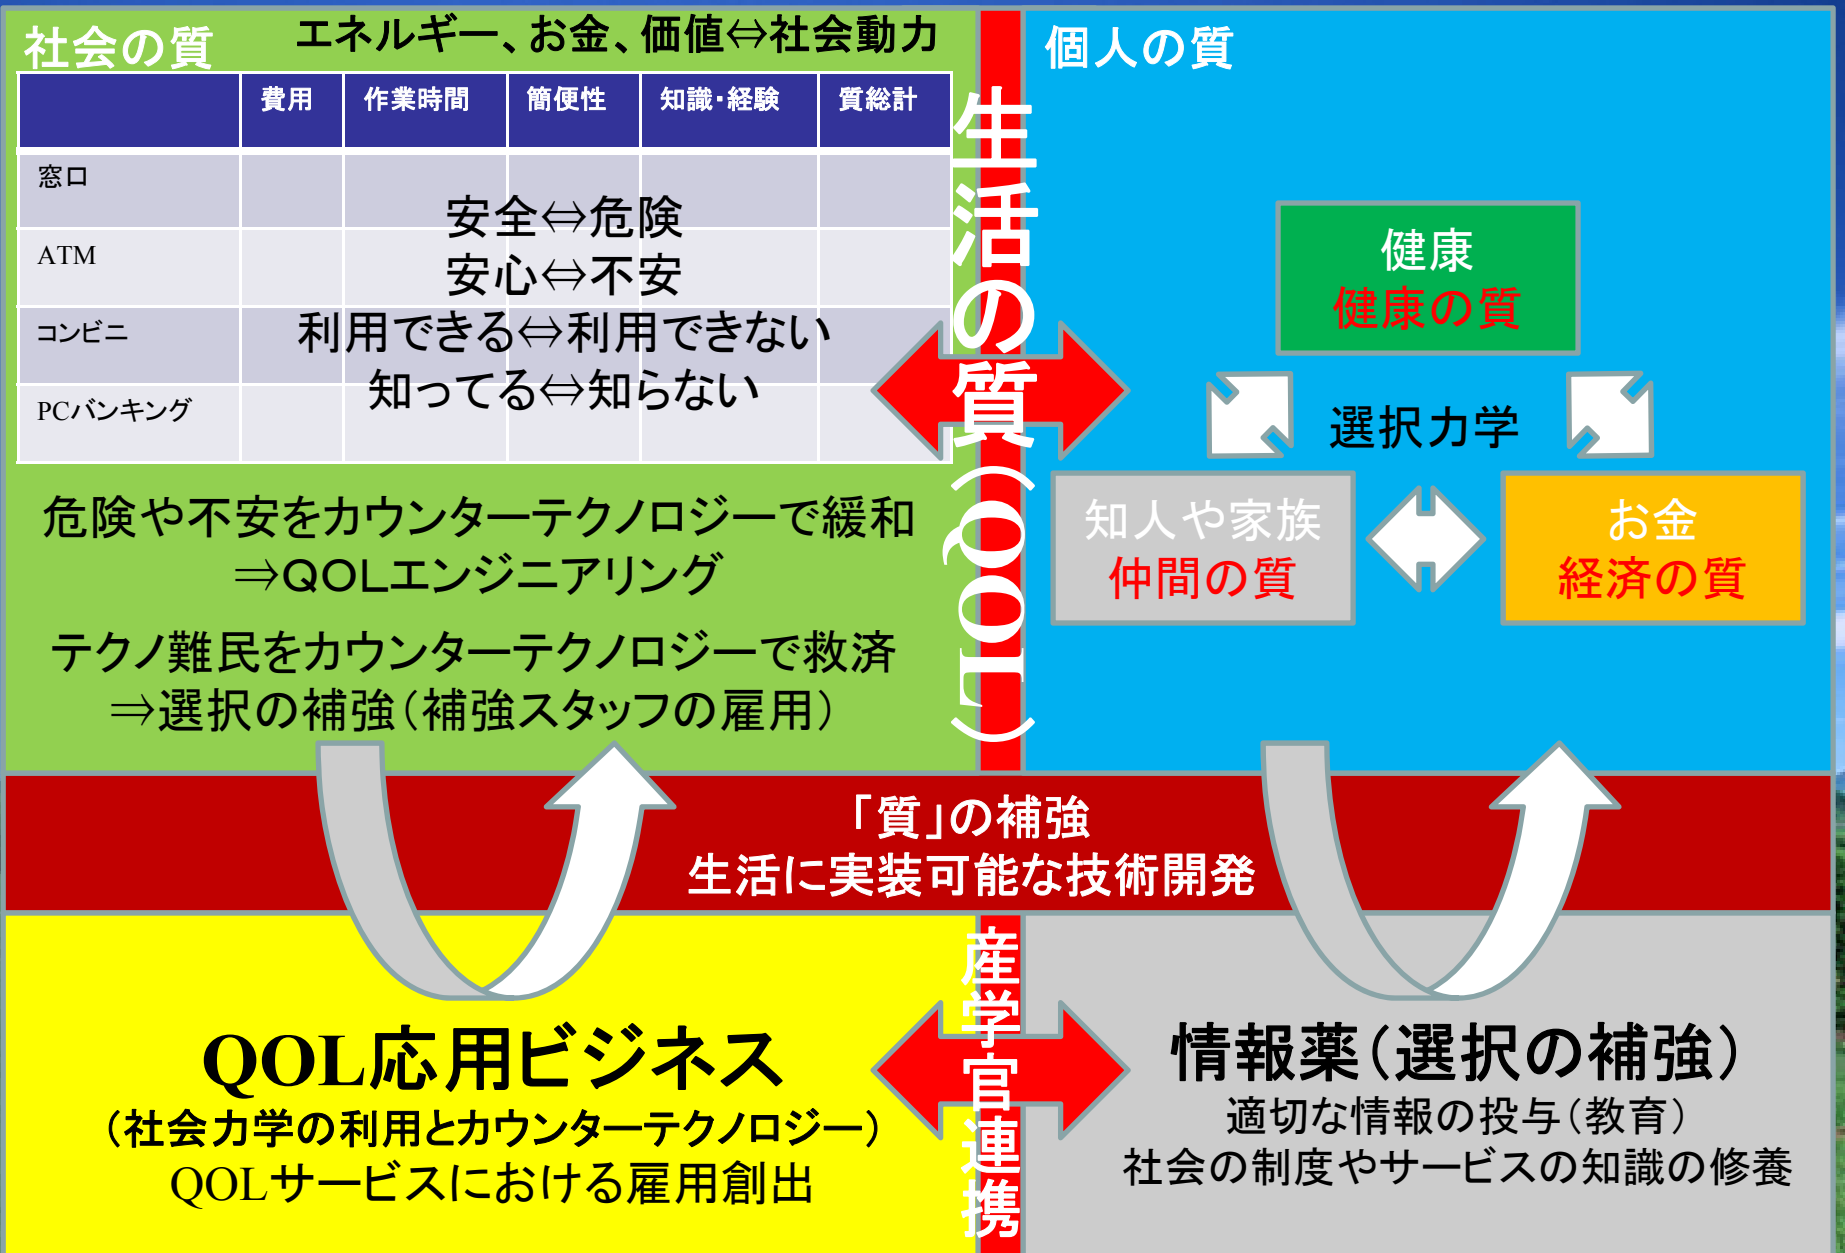 社会の質
エネルギー、お金、価値⇔社会動力
費用 作業時間 簡便性 知識・経験 質総計
窓口
ATM
コンビニ
PCバンキング
安全⇔危険
安心⇔不安
利用できる⇔利用できない
知ってる⇔知らない
危険や不安をカウンターテクノロジーで緩和
⇒QOLエンジニアリング
テクノ難民をカウンターテクノロジーで救済
⇒選択の補強(補強スタッフの雇用)
生活の質(QOL)
個人の質
健康
健康の質
選択力学
知人や家族
仲間の質
お金
経済の質
「質」の補強
生活に実装可能な技術開発
QOL応用ビジネス
(社会力学の利用とカウンターテクノロジー)
QOLサービスにおける雇用創出
産学官連携
情報薬(選択の補強)
適切な情報の投与(教育)
社会の制度やサービスの知識の修養